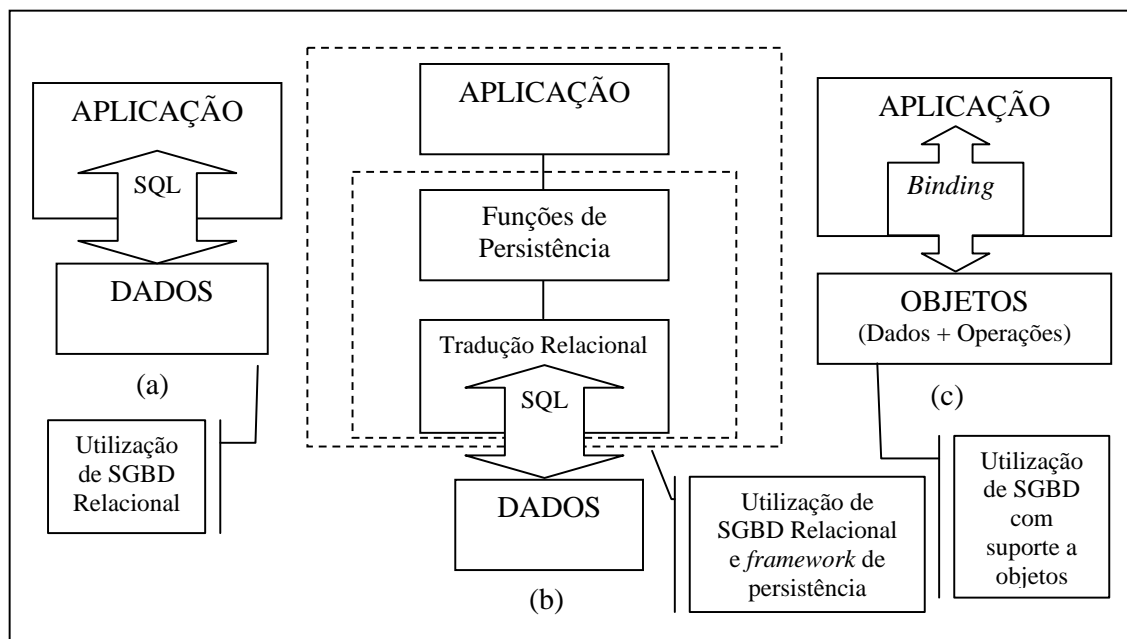 APLICAÇÃO
SQL
DADOS
(a)
Utilização
de SGBD
Relacional
APLICAÇÃO
Funções de
Persistência
Tradução Relacional
SQL
DADOS
(b)
Utilização de
SGBD Relacional
e framework de
persistência
APLICAÇÃO
Binding
OBJETOS
(Dados + Operações)
(c)
Utilização
de SGBD
com
suporte a
objetos